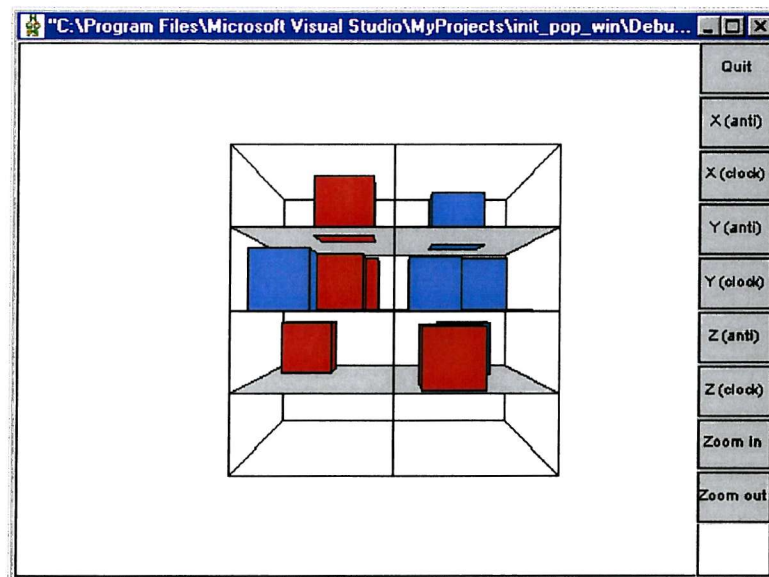 "C:\Program Files\Microsoft Visual Studio\MyProjects\init_pop_win\Debu...
Quit
X (anti)
X (clock)
Y (anti)
Y (clock)
Z (anti)
Z (clock)
Zoom in
Zoom out